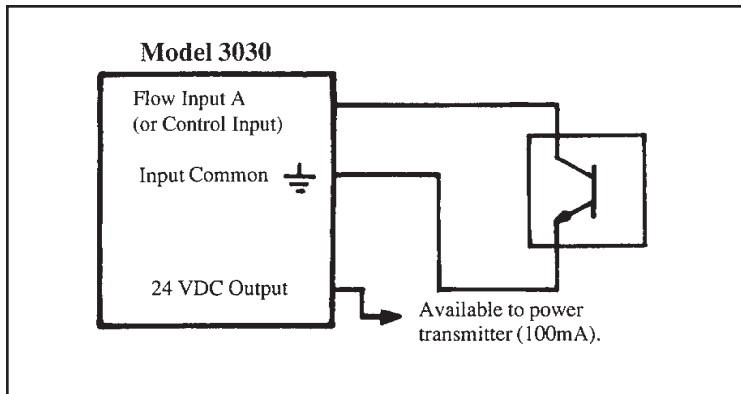 Model 3030
Flow Input A
(or Control Input)
Input Common
24 VDC Output
Available to power
transmitter (100mA).